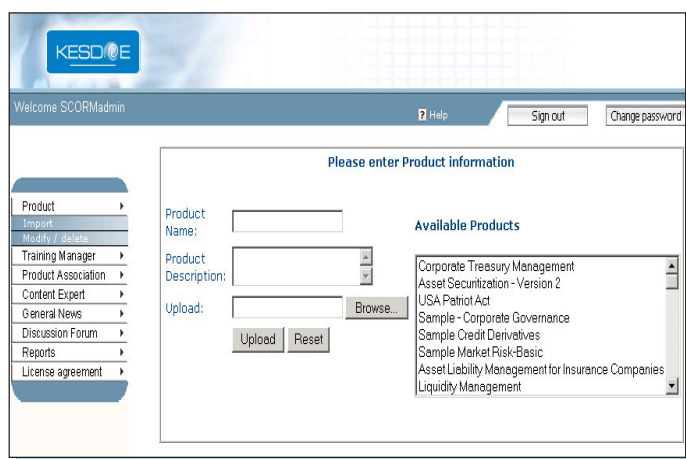 KESD@E
Welcome SCORMadmin
? Help
Sign out
Change password
Please enter Product information
Product
Import
Modify / delete
Training Manager
Product Association
Content Expert
General News
Discussion Forum
Reports
License agreement
Product
Name:
Product
Description:
Upload:
Browse...
Upload
Reset
Available Products
Corporate Treasury Management
Asset Securitization - Version 2
USA Patriot Act
Sample - Corporate Governance
Sample Credit Derivatives
Sample Market Risk-Basic
Asset Liability Management for Insurance Companies
Liquidity Management